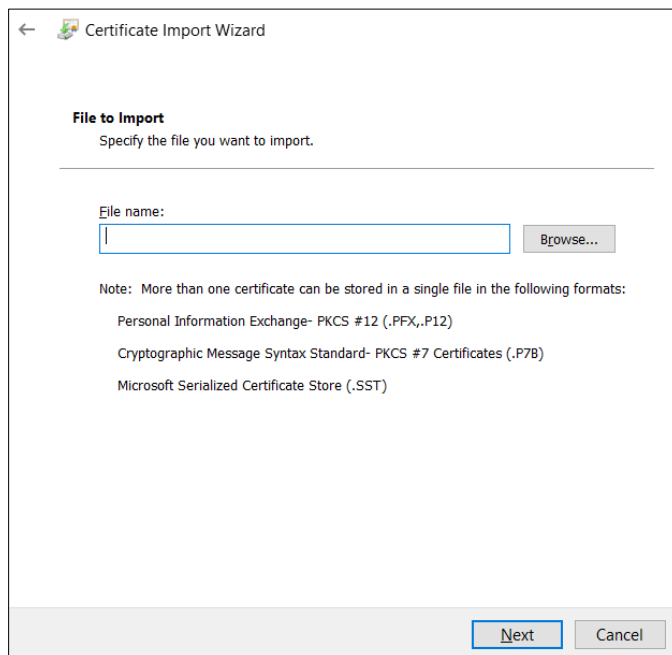 Certificate Import Wizard
File to Import
Specify the file you want to import.
File name:
Browse...
Note:  More than one certificate can be stored in a single file in the following formats:
Personal Information Exchange- PKCS #12 (.PFX,.P12)
Cryptographic Message Syntax Standard- PKCS #7 Certificates (.P7B)
Microsoft Serialized Certificate Store (.SST)
Next Cancel